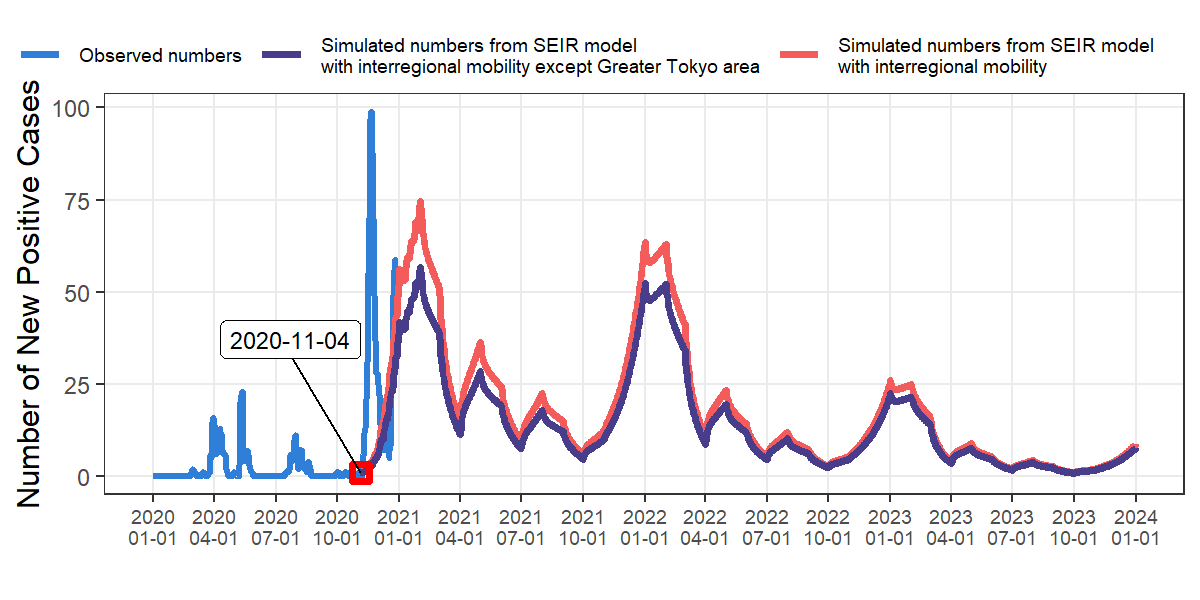 Observed numbers
Simulated numbers from SEIR model
with interregional mobility except Greater Tokyo area
Simulated numbers from SEIR model
with interregional mobility
Number of New Positive Cases
100
75
50
25
0
2020-11-04
2020 2020 2020 2020 2021 2021 2021 2021 2022 2022 2022 2022 2023 2023 2023 2023 2024
01-01 04-01 07-01 10-01 01-01 04-01 07-01 10-01 01-01 04-01 07-01 10-01 01-01 04-01 07-01 10-01 01-01